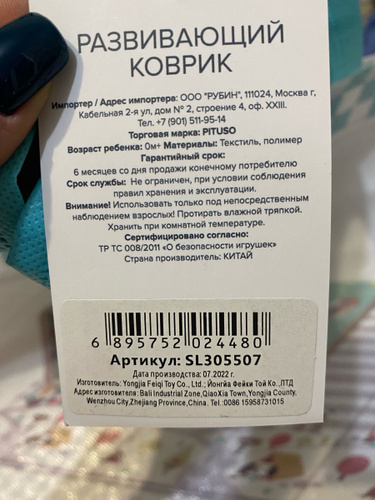 РАЗВИВАЮЩИЙ
КОВРИК
Импортер / Адрес импортера: ООО "РУБИН", 111024, Москва г,
Кабельная 2-я ул, дом № 2, строение 4, оф. XXIII.
Тел. +7 (901) 511-95-14
Торговая марка: PITUSO
Возраст ребенка: 0м+ Материалы: Текстиль, полимер
Гарантийный срок:
6 месяцев со дня продажи конечному потребителю
Срок службы: Не ограничен, при условии соблюдения
правил хранения и эксплуатации.
Внимание! Использовать только под непосредственным
наблюдением взрослых! Протирать влажной тряпкой.
Хранить при комнатной температуре.
Сертифицировано согласно:
ТР ТС 008/2011 «О безопасности игрушек»
Страна производитель: КИТАЙ
6 895752 024480
Артикул: SL305507
Дата производства: 07.2022 г.
Изготовитель: Yongjia Feiqi Toy Co., Ltd.; Йонгйа Фейки Той Ко.,ЛТД
Адрес изготовителя: Bali Industrial Zone,QiaoXia Town,Yongjia County,
Wenzhou City,Zhejiang Province,China. Tel.:0086 15958731015